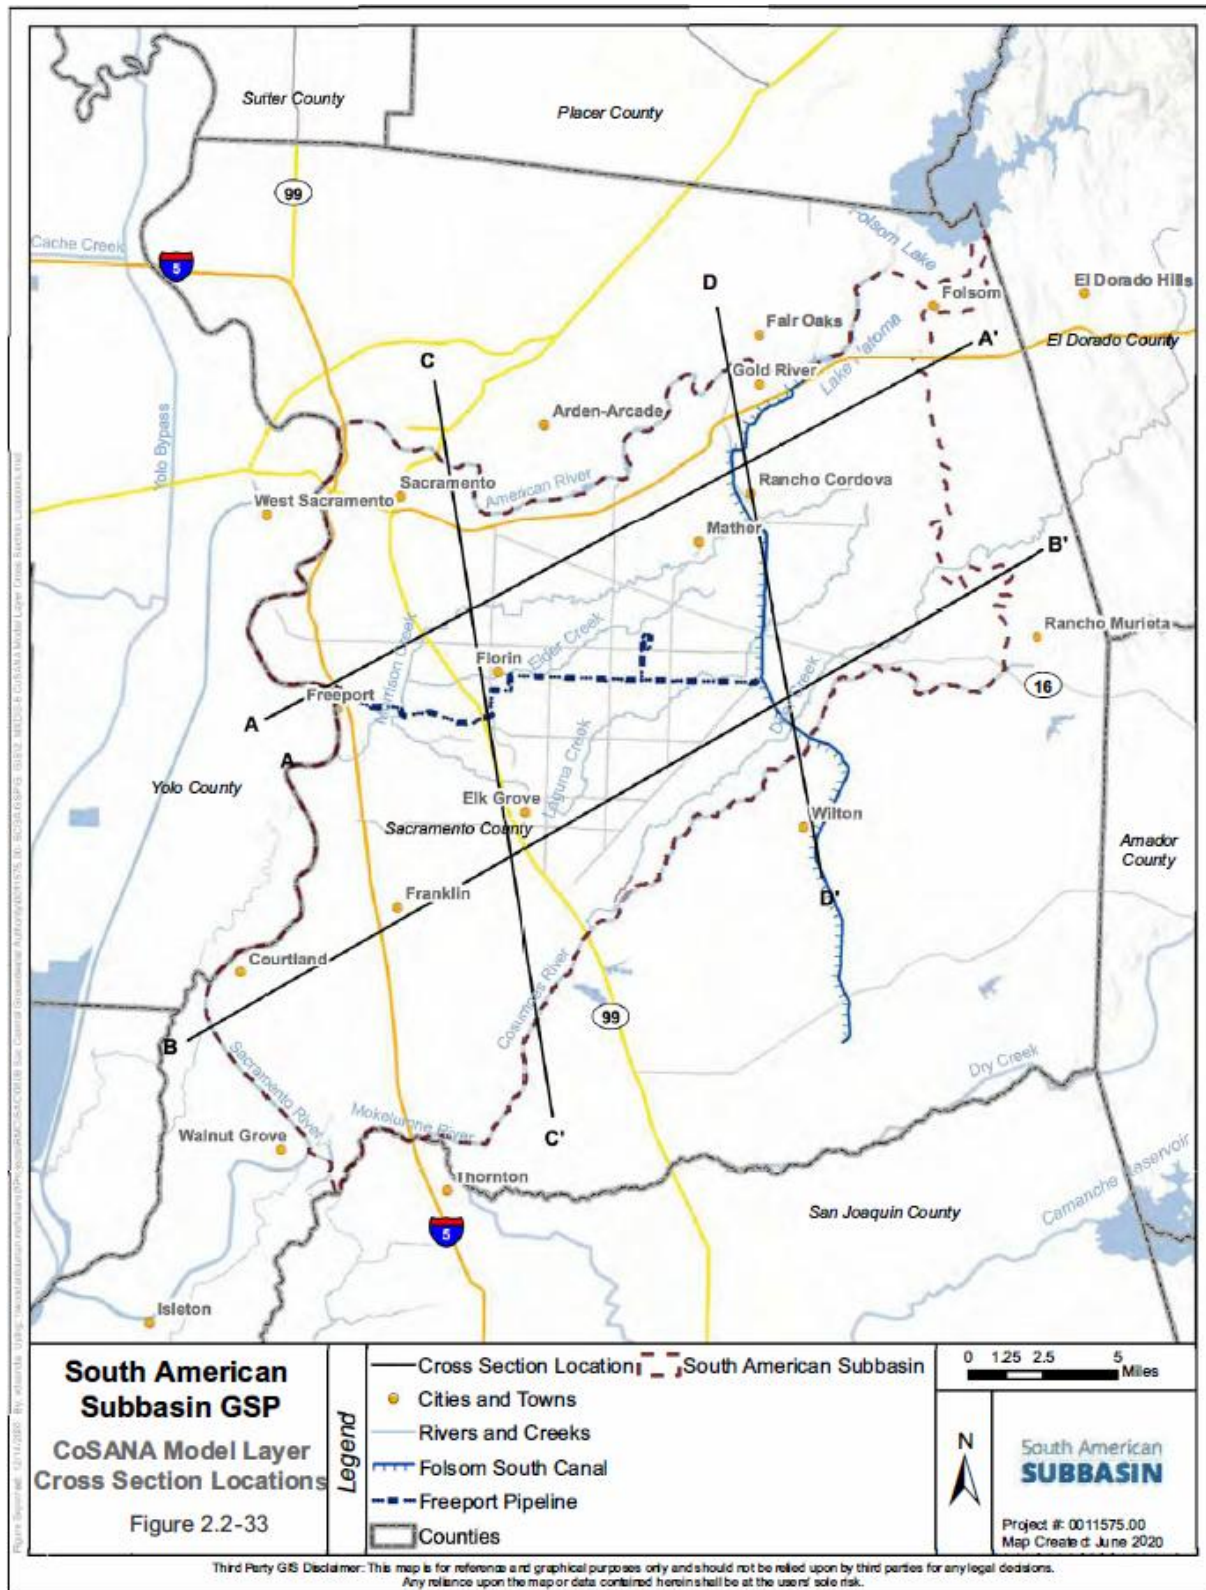 Sutter County
Placer County
99
Cache Creek
5
Folsom Lake
El Dorado Hills
D
Folsom
Fair Oaks
A'
El Dorado County
C
Gold River
Lake Natoma
Yolo Bypass
Arden-Arcade
Sacramento
American River
Rancho Cordova
West Sacramento
Mather
B'
Morrison Creek
Rancho Murieta
Florin
Elder Creek
Deer Creek
16
Freeport
A
A
Laguna Creek
Yolo County
Elk Grove
Sacramento County
Wilton
Amador
County
Franklin
D'
Courtland
Cosumnes River
99
B
Sacramento River
Dry Creek
Mokelumne River
Walnut Grove
C'
Thornton
Camanche Reservoir
San Joaquin County
5
Isleton
South American
Subbasin GSP
CoSANA Model Layer
Cross Section Locations
Figure 2.2-33
Legend
Cross Section Location
South American Subbasin
Cities and Towns
Rivers and Creeks
Folsom South Canal
Freeport Pipeline
Counties
0 1.25 2.5 5
Miles
N
South American
SUBBASIN
Project #: 0011575.00
Map Created: June 2020
Third Party GIS Disclaimer: This map is for reference and graphical purposes only and should not be relied upon by third parties for any legal decisions.
Any reliance upon the map or data contained herein shall be at the users' sole risk.